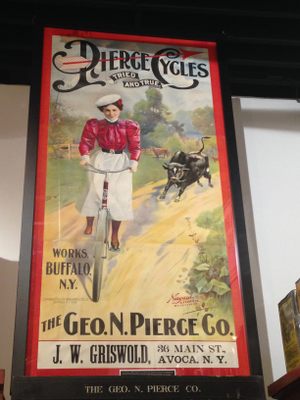 PIERCE CYCLES
TRIED
AND TRUE
WORKS,
BUFFALO,
N.Y.
THE GEO. N. PIERCE CO.
J. W. GRISWOLD, 36 MAIN ST.,
AVOCA, N. Y.
THE GEO. N. PIERCE CO.